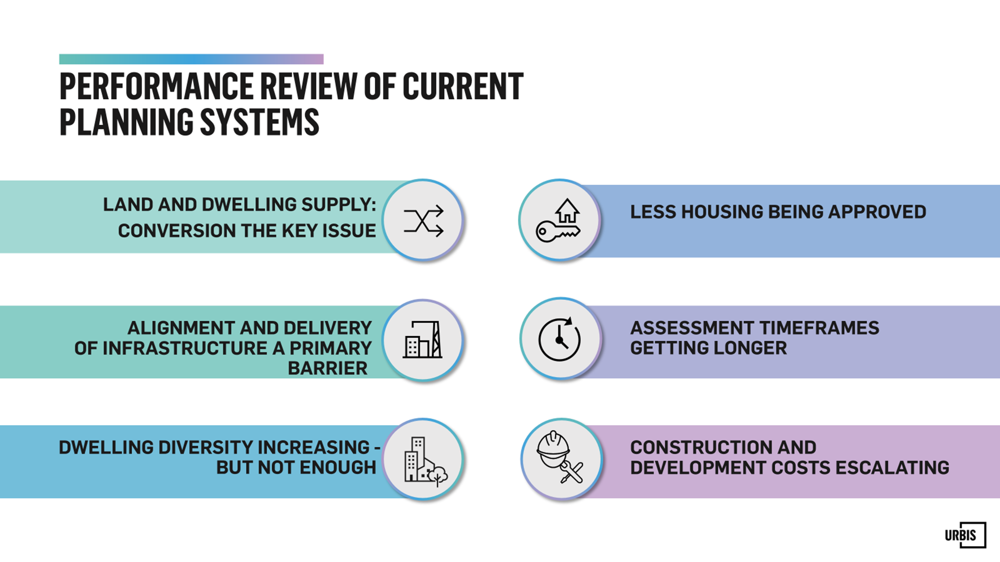 PERFORMANCE REVIEW OF CURRENT
PLANNING SYSTEMS
LAND AND DWELLING SUPPLY:
CONVERSION THE KEY ISSUE
ALIGNMENT AND DELIVERY
OF INFRASTRUCTURE A PRIMARY
BARRIER
DWELLING DIVERSITY INCREASING -
BUT NOT ENOUGH
LESS HOUSING BEING APPROVED
ASSESSMENT TIMEFRAMES
GETTING LONGER
CONSTRUCTION AND
DEVELOPMENT COSTS ESCALATING
URBIS